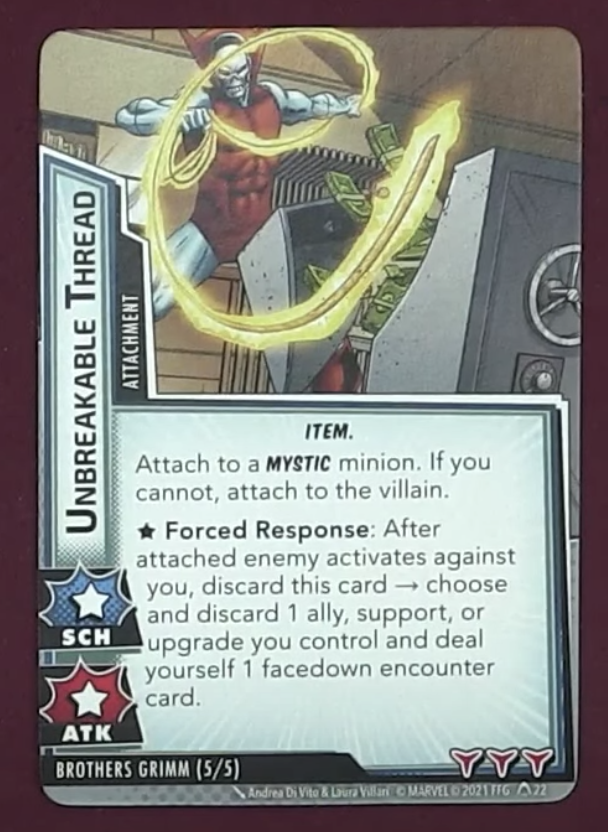 UNBREAKABLE THREAD
ATTACHMENT
ITEM.
Attach to a MYSTIC minion. If you
cannot, attach to the villain.
★ Forced Response: After
attached enemy activates against
you, discard this card → choose
and discard 1 ally, support, or
upgrade you control and deal
yourself 1 facedown encounter
card.
SCH
ATK
BROTHERS GRIMM (5/5)
Andrea Di Vito & Laura Villari © MARVEL © 2021 FFG 22